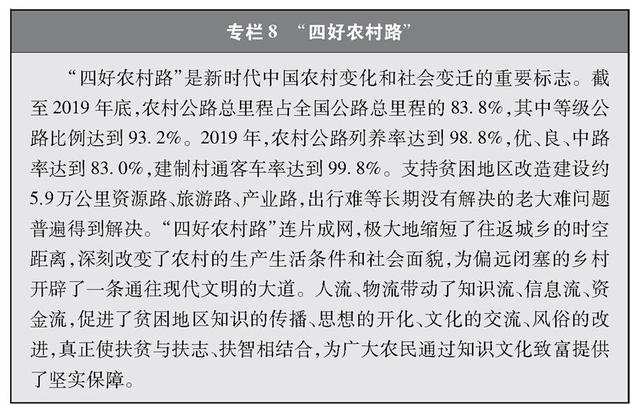 专栏8 “四好农村路”
“四好农村路”是新时代中国农村变化和社会变迁的重要标志。截
至2019年底,农村公路总里程占全国公路总里程的83.8%,其中等级公
路比例达到93.2%。2019年,农村公路列养率达到98.8%,优、良、中路
率达到83.0%,建制村通客车率达到99.8%。支持贫困地区改造建设约
5.9万公里资源路、旅游路、产业路,出行难等长期没有解决的老大难问题
普遍得到解决。“四好农村路”连片成网,极大地缩短了往返城乡的时空
距离,深刻改变了农村的生产生活条件和社会面貌,为偏远闭塞的乡村
开辟了一条通往现代文明的大道。人流、物流带动了知识流、信息流、资
金流,促进了贫困地区知识的传播、思想的开化、文化的交流、风俗的改
进,真正使扶贫与扶志、扶智相结合,为广大农民通过知识文化致富提供
了坚实保障。